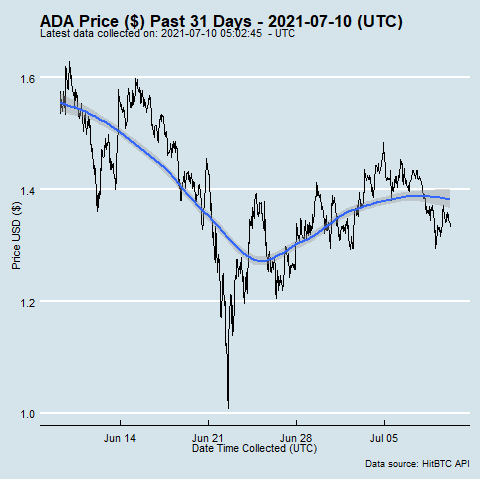 ADA Price ($) Past 31 Days - 2021-07-10 (UTC)
Latest data collected on: 2021-07-10 05:02:45  - UTC
1.6
1.4
1.2
1.0
Price USD ($)
Jun 14
Jun 21
Jun 28
Jul 05
Date Time Collected (UTC)
Data source: HitBTC API